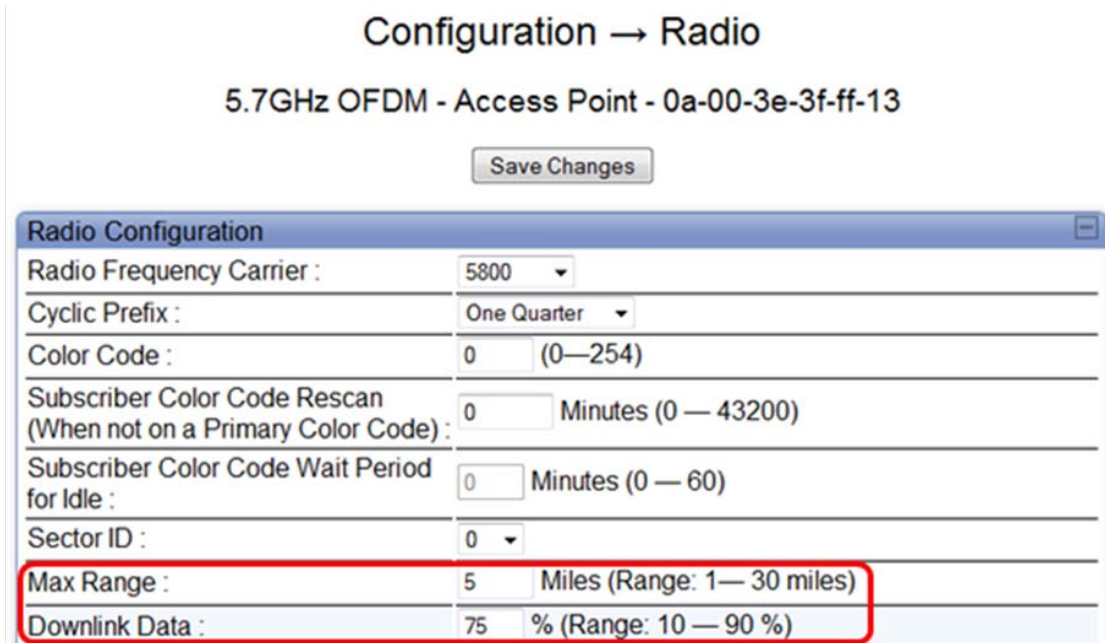 Configuration → Radio
5.7GHz OFDM - Access Point - 0a-00-3e-3f-ff-13
Save Changes
Radio Configuration
Radio Frequency Carrier : 5800
Cyclic Prefix : One Quarter
Color Code : 0 (0—254)
Subscriber Color Code Rescan
(When not on a Primary Color Code) : 0 Minutes (0 — 43200)
Subscriber Color Code Wait Period
for Idle : 0 Minutes (0 — 60)
Sector ID : 0
Max Range : 5 Miles (Range: 1— 30 miles)
Downlink Data : 75 % (Range: 10 — 90 %)